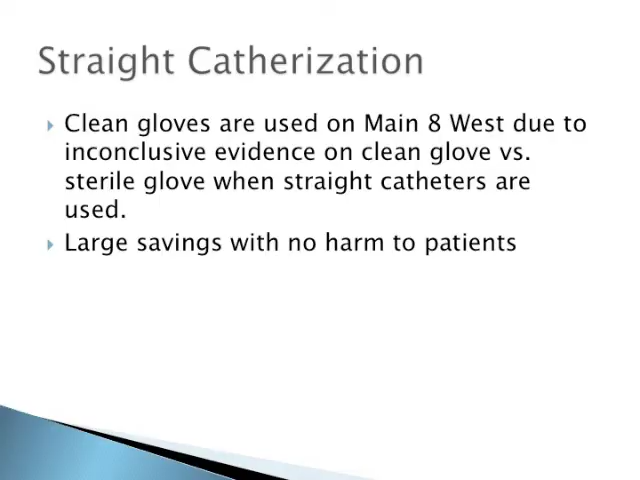 Straight Catherization
Clean gloves are used on Main 8 West due to
inconclusive evidence on clean glove vs.
sterile glove when straight catheters are
used.
Large savings with no harm to patients